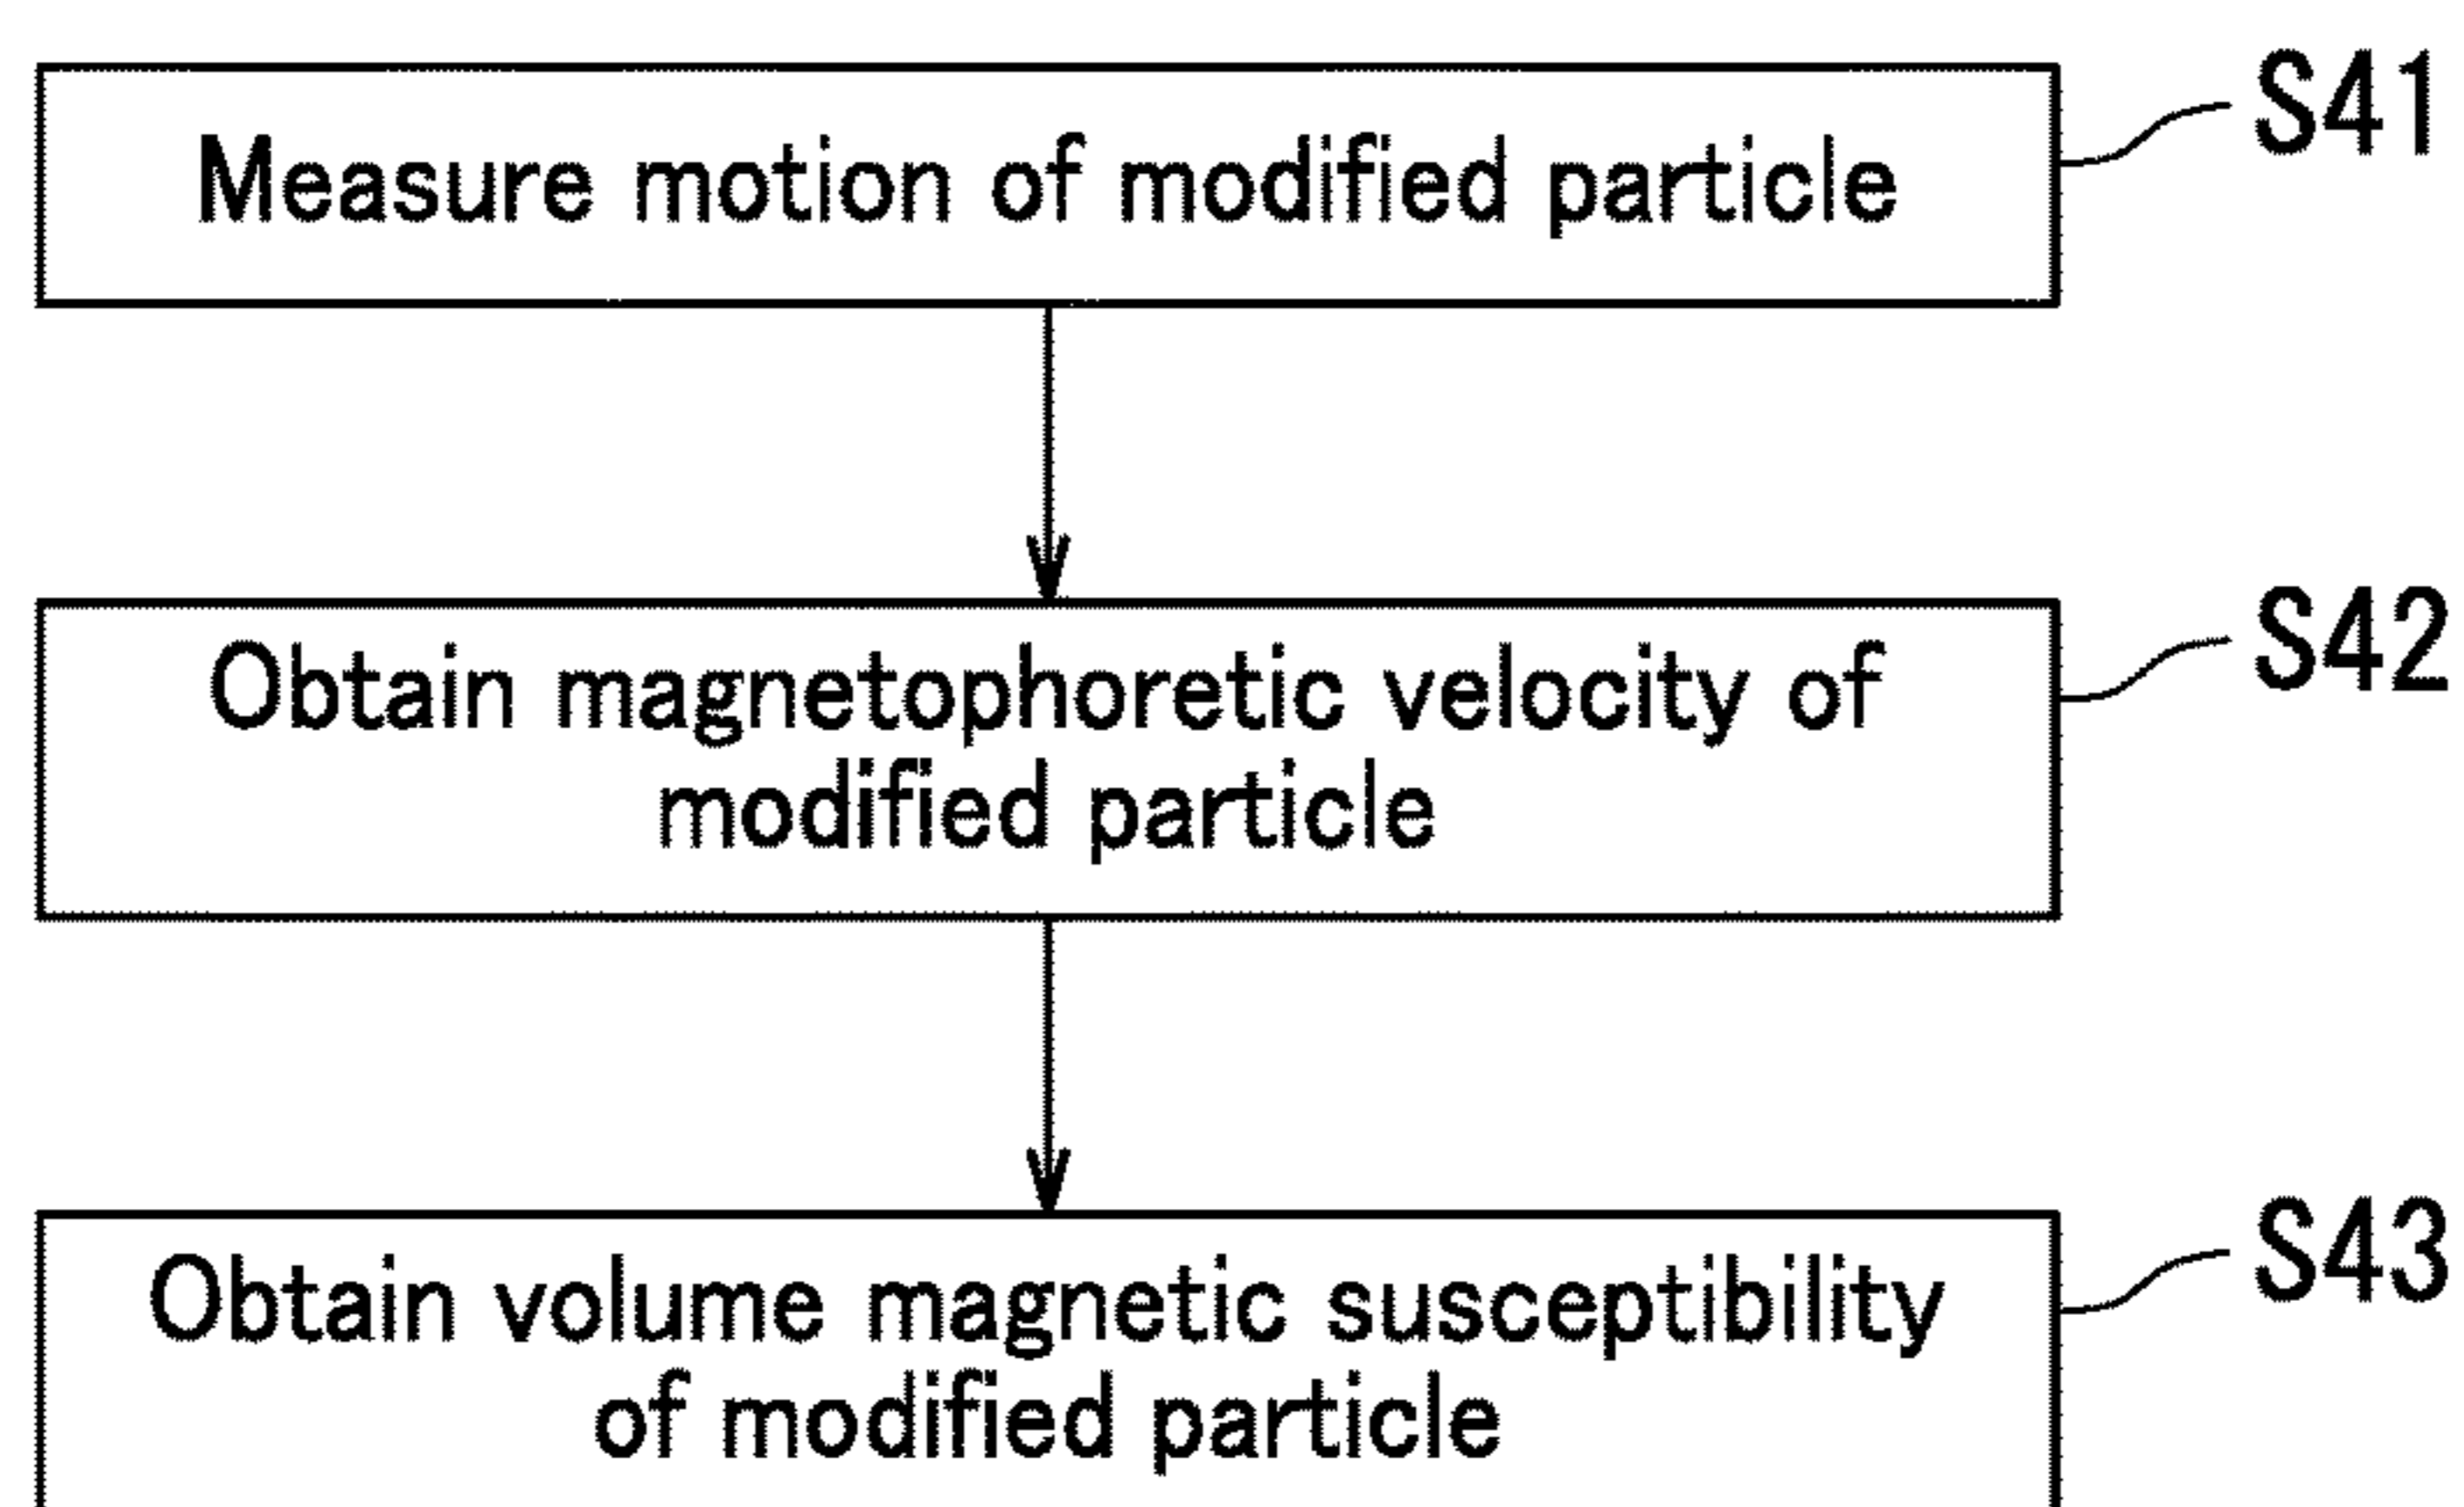 S41
Measure motion of modified particle
S42
Obtain magnetophoretic velocity of
modified particle
S43
Obtain volume magnetic susceptibility
of modified particle